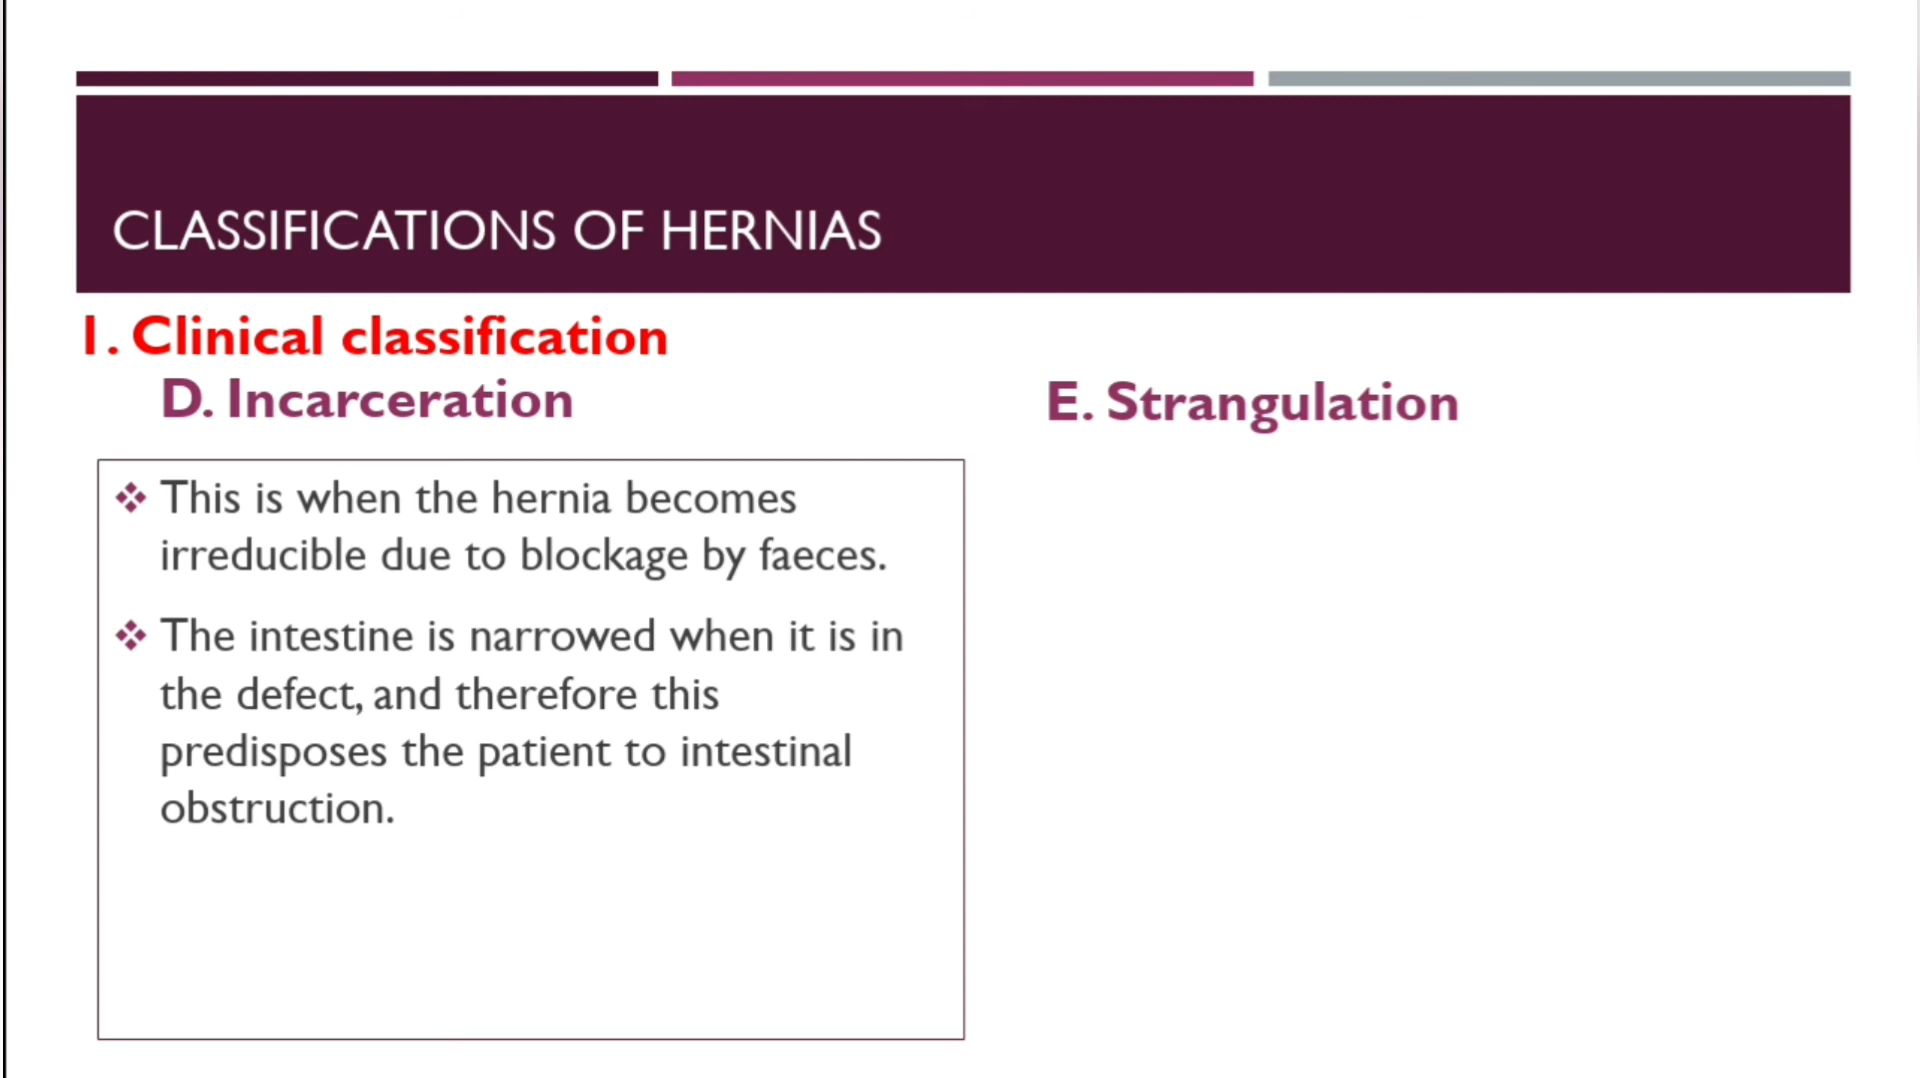 CLASSIFICATIONS OF HERNIAS
1. Clinical classification
D. Incarceration
E. Strangulation
❖ This is when the hernia becomes
irreducible due to blockage by faeces.
❖ The intestine is narrowed when it is in
the defect, and therefore this
predisposes the patient to intestinal
obstruction.